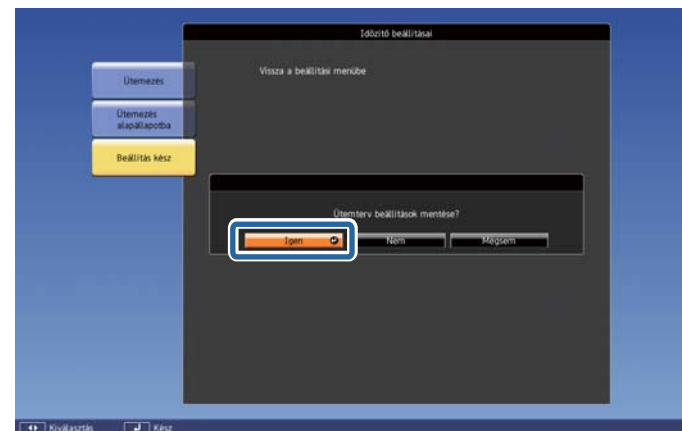 Időzítő beállításai
Vissza a beállítási menübe
Ütemezés
Ütemezés
alapállapotba
Beállítás kész
Ütemterv beállítások mentése?
Igen Nem Mégsem
Kiválasztás Kész